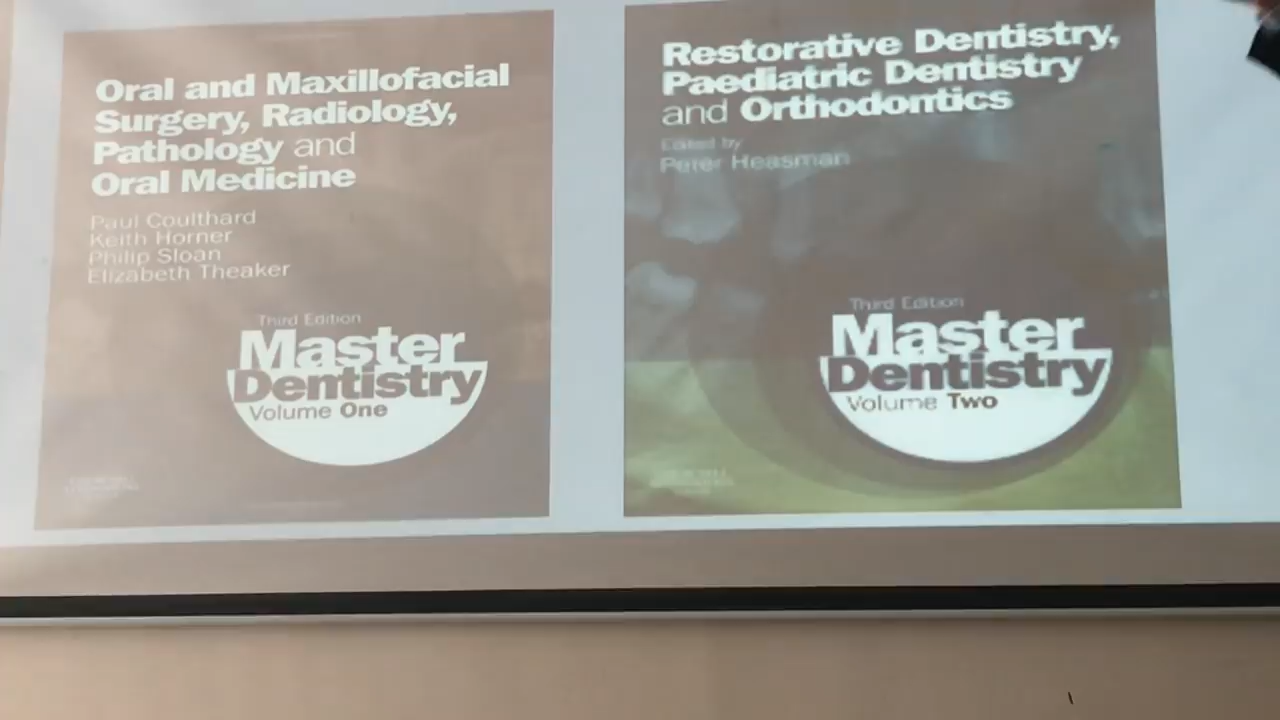 Oral and Maxillofacial
Surgery, Radiology,
Pathology and
Oral Medicine
Paul Coulthard
Keith Horner
Philip Sloan
Elizabeth Theaker
Third Edition
Master
Dentistry
Volume One
Restorative Dentistry,
Paediatric Dentistry
and Orthodontics
Edited by
Peter Heasman
Third Edition
Master
Dentistry
Volume Two